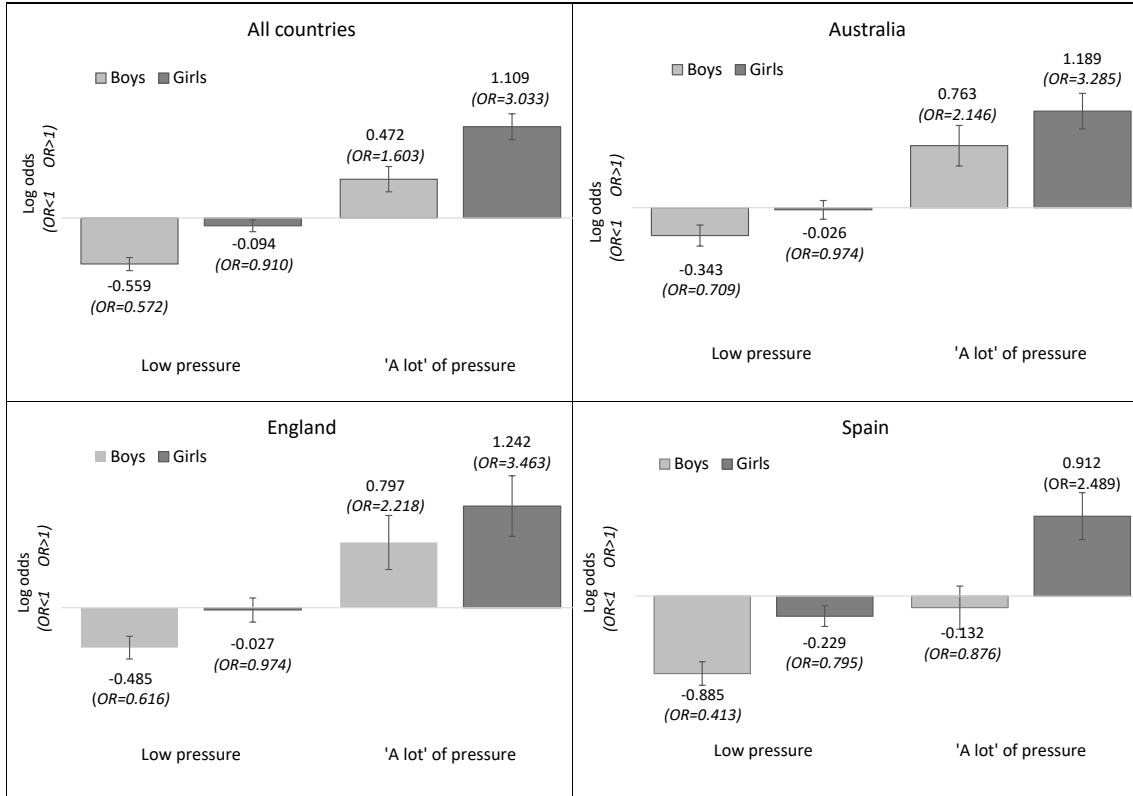 All countries
Boys Girls
1.109
(OR=3.033)
0.472
(OR=1.603)
Log odds
(OR<1 OR>1)
-0.094
(OR=0.910)
-0.559
(OR=0.572)
Low pressure 'A lot' of pressure
Australia
Boys Girls
1.189
(OR=3.285)
0.763
(OR=2.146)
Log odds
(OR<1 OR>1)
-0.026
(OR=0.974)
-0.343
(OR=0.709)
Low pressure 'A lot' of pressure
England
Boys Girls
1.242
(OR=3.463)
0.797
(OR=2.218)
Log odds
(OR<1 OR>1)
-0.027
(OR=0.974)
-0.485
(OR=0.616)
Low pressure 'A lot' of pressure
Spain
Boys Girls
0.912
(OR=2.489)
Log odds
(OR<1 OR>1)
-0.132
(OR=0.876)
-0.229
(OR=0.795)
-0.885
(OR=0.413)
Low pressure 'A lot' of pressure